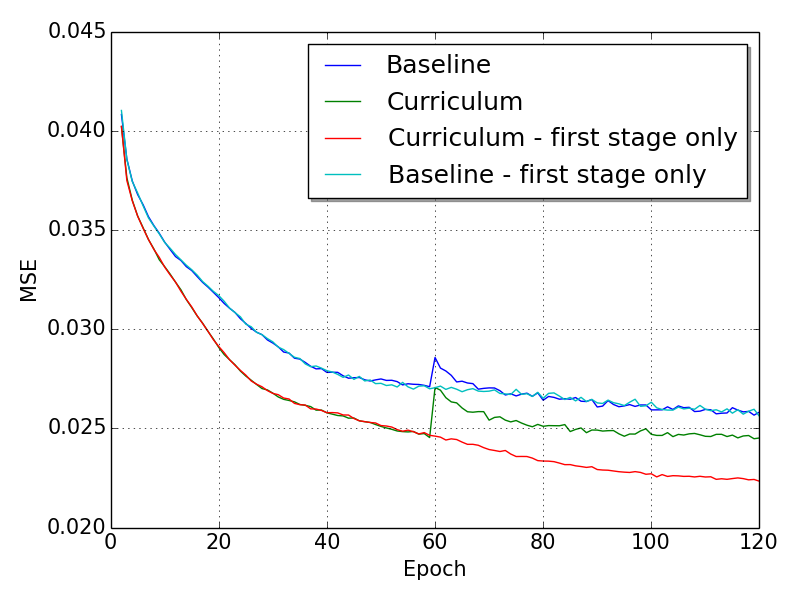 0.045
0.040
0.035
0.030
0.025
0.020
MSE
Baseline
Curriculum
Curriculum - first stage only
Baseline - first stage only
0 20 40 60 80 100 120
Epoch